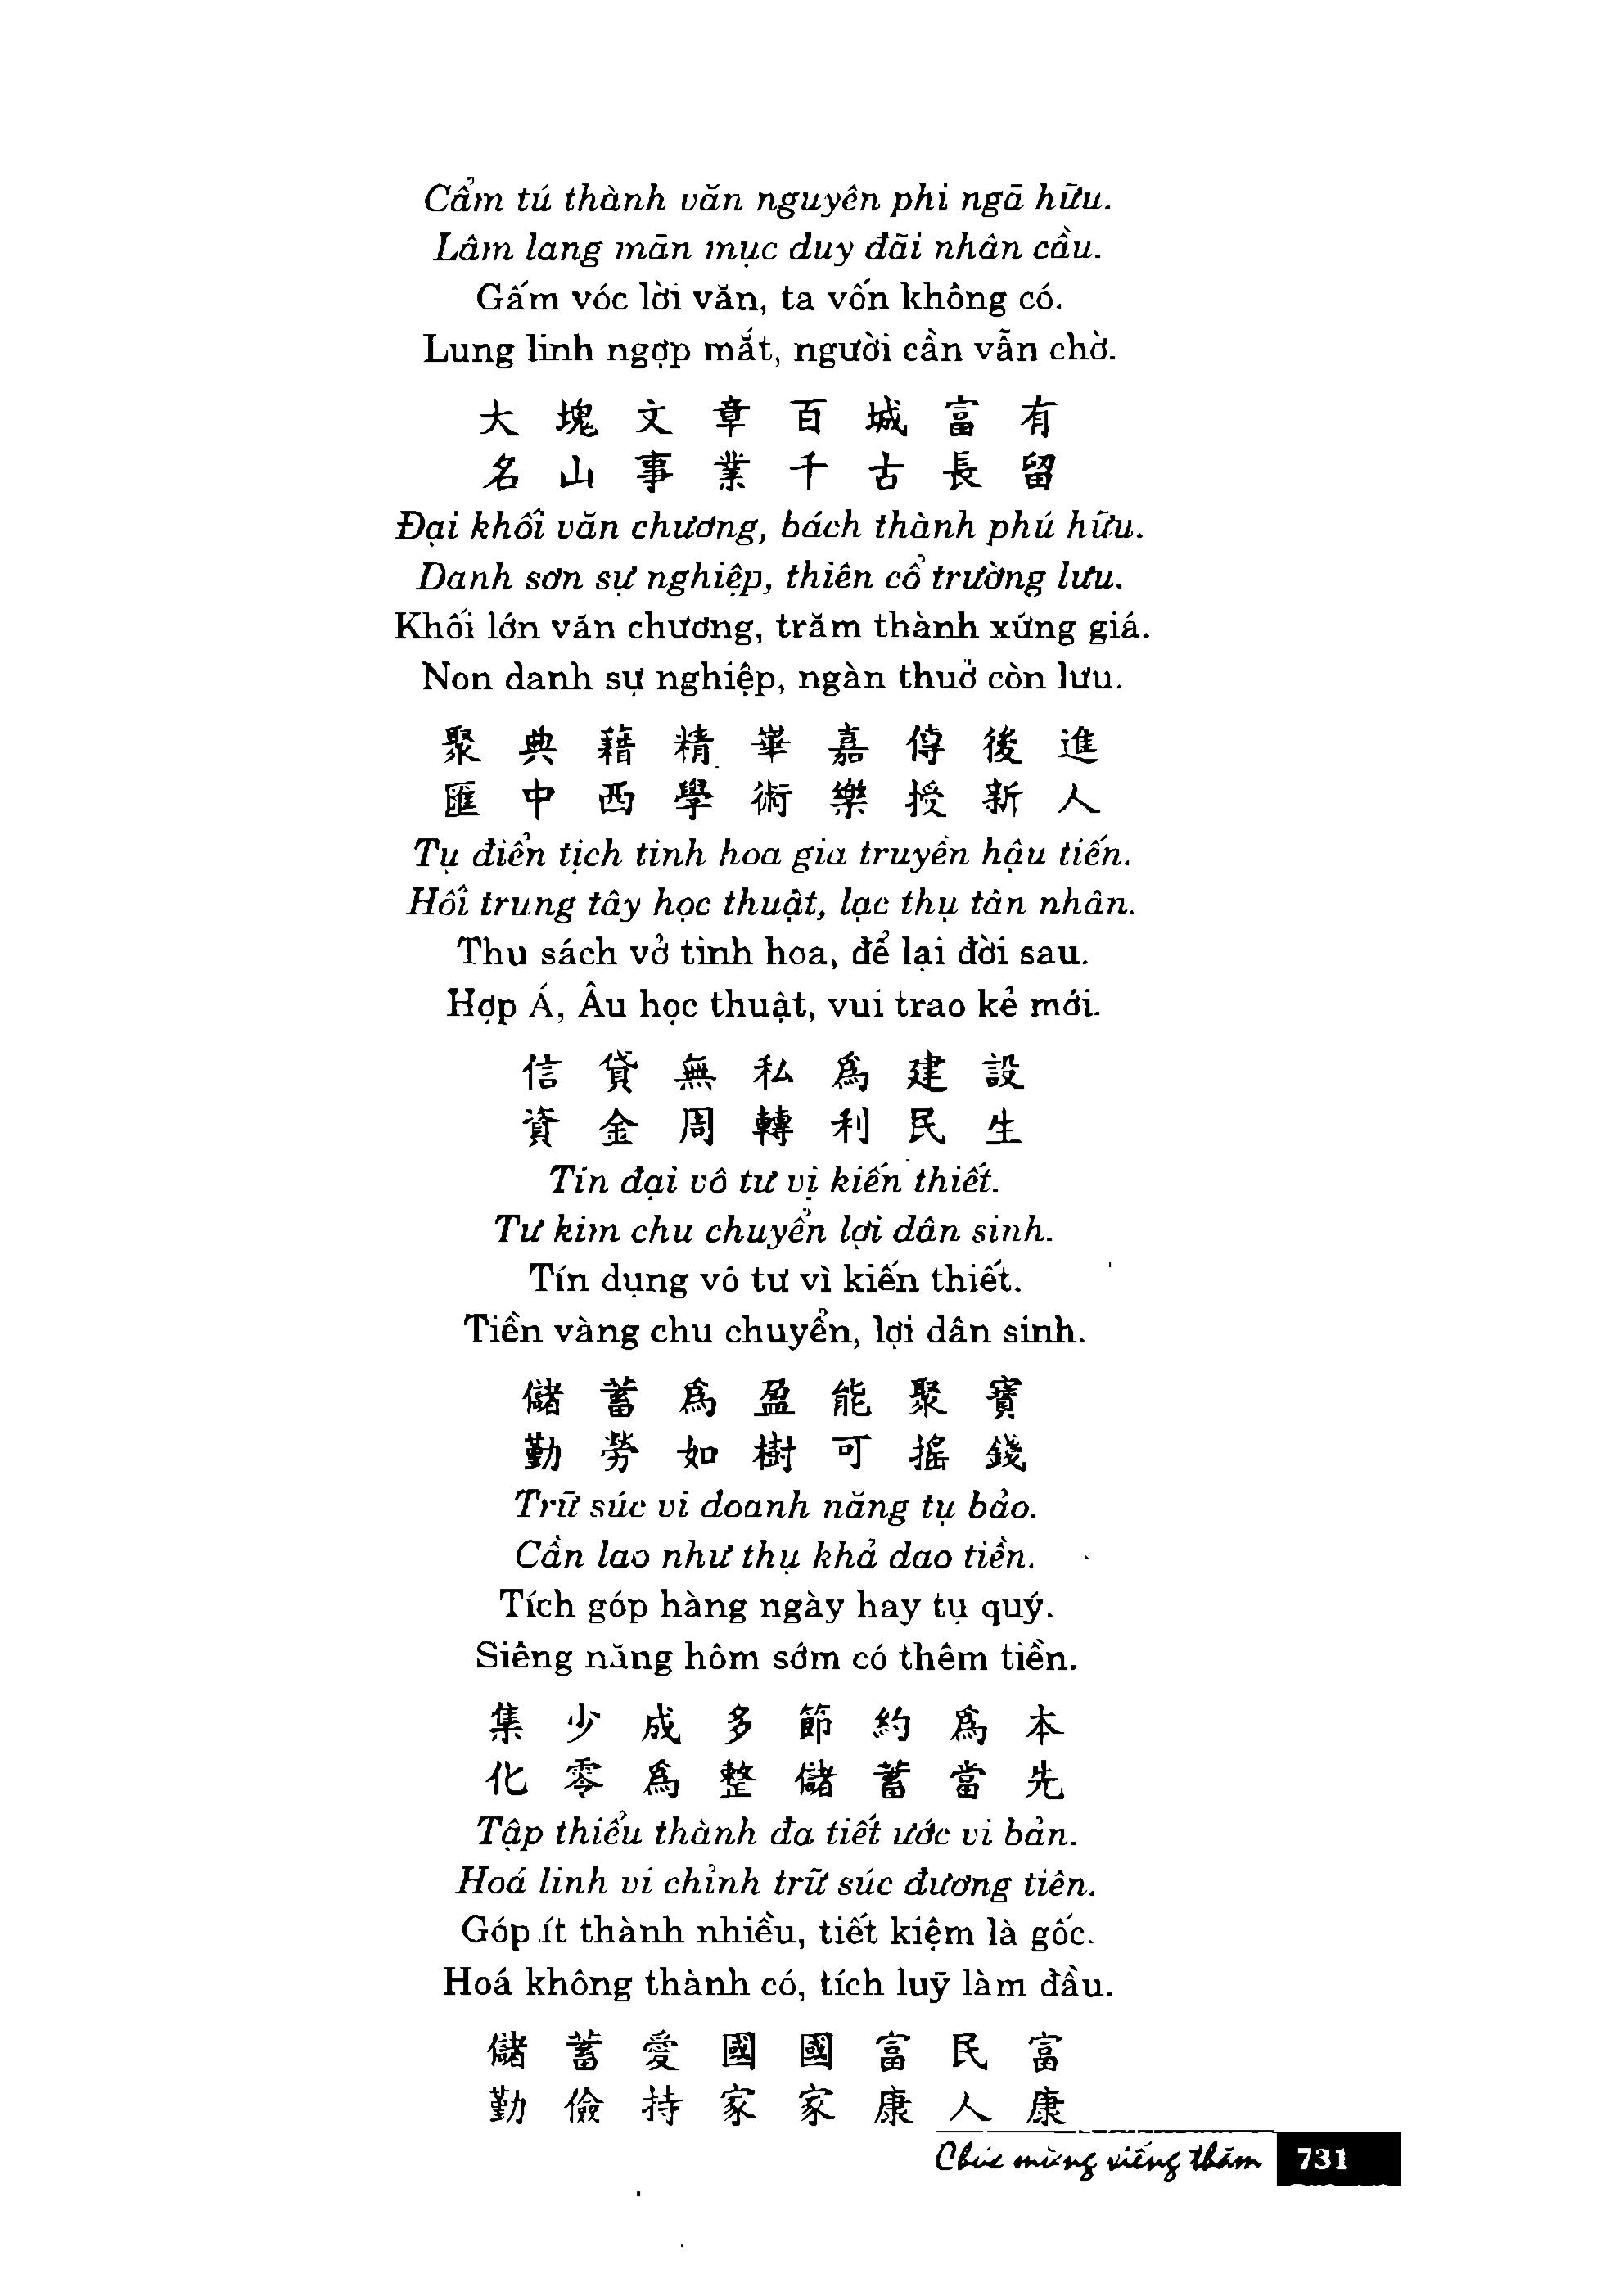 Cẩm tú thành văn nguyên phi ngã hữu.
Lâm lang mãn mục duy đãi nhân cầu.
Gấm vóc lời văn, ta vốn không có.
Lung linh ngợp mắt, người cần vẫn chờ.
大 塊 文 章 百 城 富 有
名 山 事 業 千 古 長 留
Đại khối văn chương, bách thành phú hữu.
Danh sơn sự nghiệp, thiên cổ trường lưu.
Khối lớn văn chương, trăm thành xứng giá.
Non danh sự nghiệp, ngàn thuở còn lưu.
聚 典 藉 精 華 嘉 傳 後 進
匯 中 西 學 術 樂 授 新 人
Tụ điển tịch tinh hoa gia truyền hậu tiến.
Hối trung tây học thuật, lạc thụ tân nhân.
Thu sách vở tinh hoa, để lại đời sau.
Hợp Á, Âu học thuật, vui trao kẻ mới.
信 貸 無 私 爲 建 設
資 金 周 轉 利 民 生
Tín đại vô tư vị kiến thiết.
Tư kim chu chuyển lợi dân sinh.
Tín dụng vô tư vì kiến thiết.
Tiền vàng chu chuyển, lợi dân sinh.
儲 蓄 爲 盈 能 聚 寶
勤 勞 如 樹 可 搖 錢
Trữ súc vi doanh năng tụ bảo.
Cần lao như thụ khả dao tiền.
Tích góp hàng ngày hay tụ quý.
Siêng năng hôm sớm có thêm tiền.
集 少 成 多 節 約 爲 本
化 零 爲 整 儲 蓄 當 先
Tập thiểu thành đa tiết ước vi bản.
Hoá linh vi chỉnh trữ súc đương tiên.
Góp ít thành nhiều, tiết kiệm là gốc.
Hoá không thành có, tích luỹ làm đầu.
儲 蓄 愛 國 國 富 民 富
勤 儉 持 家 家 康 人 康
Chúc mừng viếng thăm 731